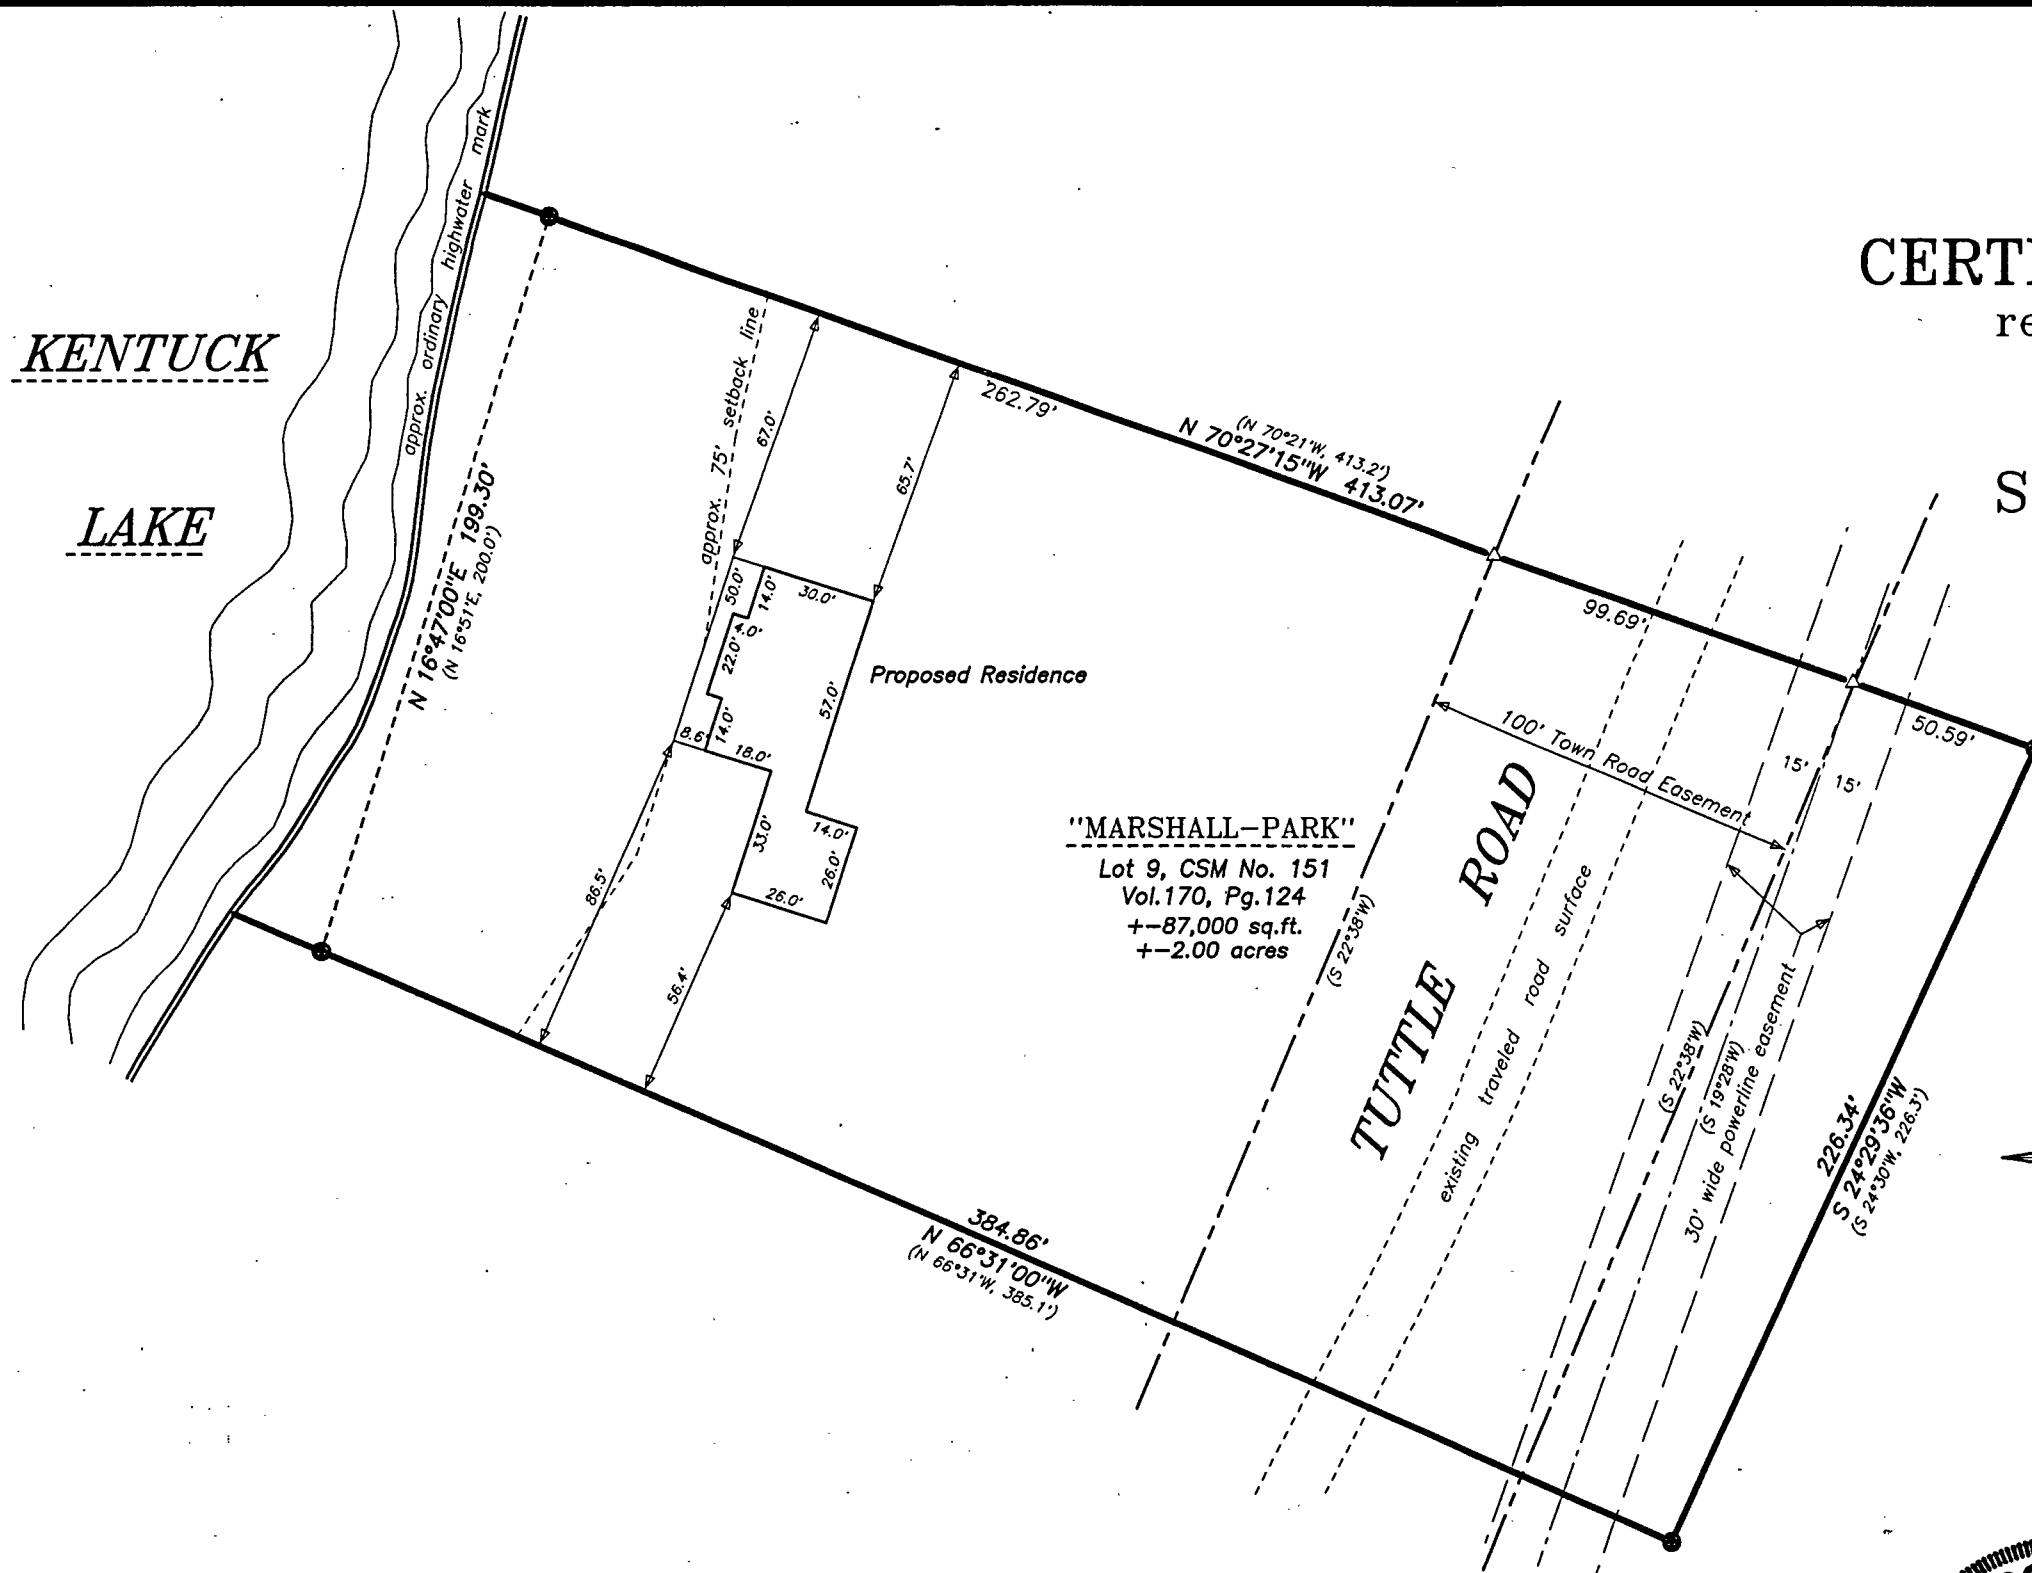 CERT
re
S
KENTUCK
LAKE
approx. ordinary highwater mark
N 16°47'00"E 199.30'
(N 16°51'E, 200.0')
approx. 75' setback line
67.0'
65.7'
262.79'
(N 70°21'W, 413.2')
N 70°27'15"W 413.07'
99.69'
50.59'
50.0'
14.0'
30.0'
4.0'
22.0'
14.0'
57.0'
Proposed Residence
8.6'
18.0'
33.0'
14.0'
26.0'
26.0'
86.5'
56.4'
"MARSHALL-PARK"
Lot 9, CSM No. 151
Vol.170, Pg.124
+-87,000 sq.ft.
+-2.00 acres
100' Town Road Easement
15'
15'
TUTTLE ROAD
(S 22°38'W)
existing traveled road surface
(S 22°38'W)
(S 19°28'W)
30' wide powerline easement
226.34'
S 24°29'36"W
(S 24°30'W, 226.3')
384.86'
N 66°31'00"W
(N 66°31'W, 385.1')